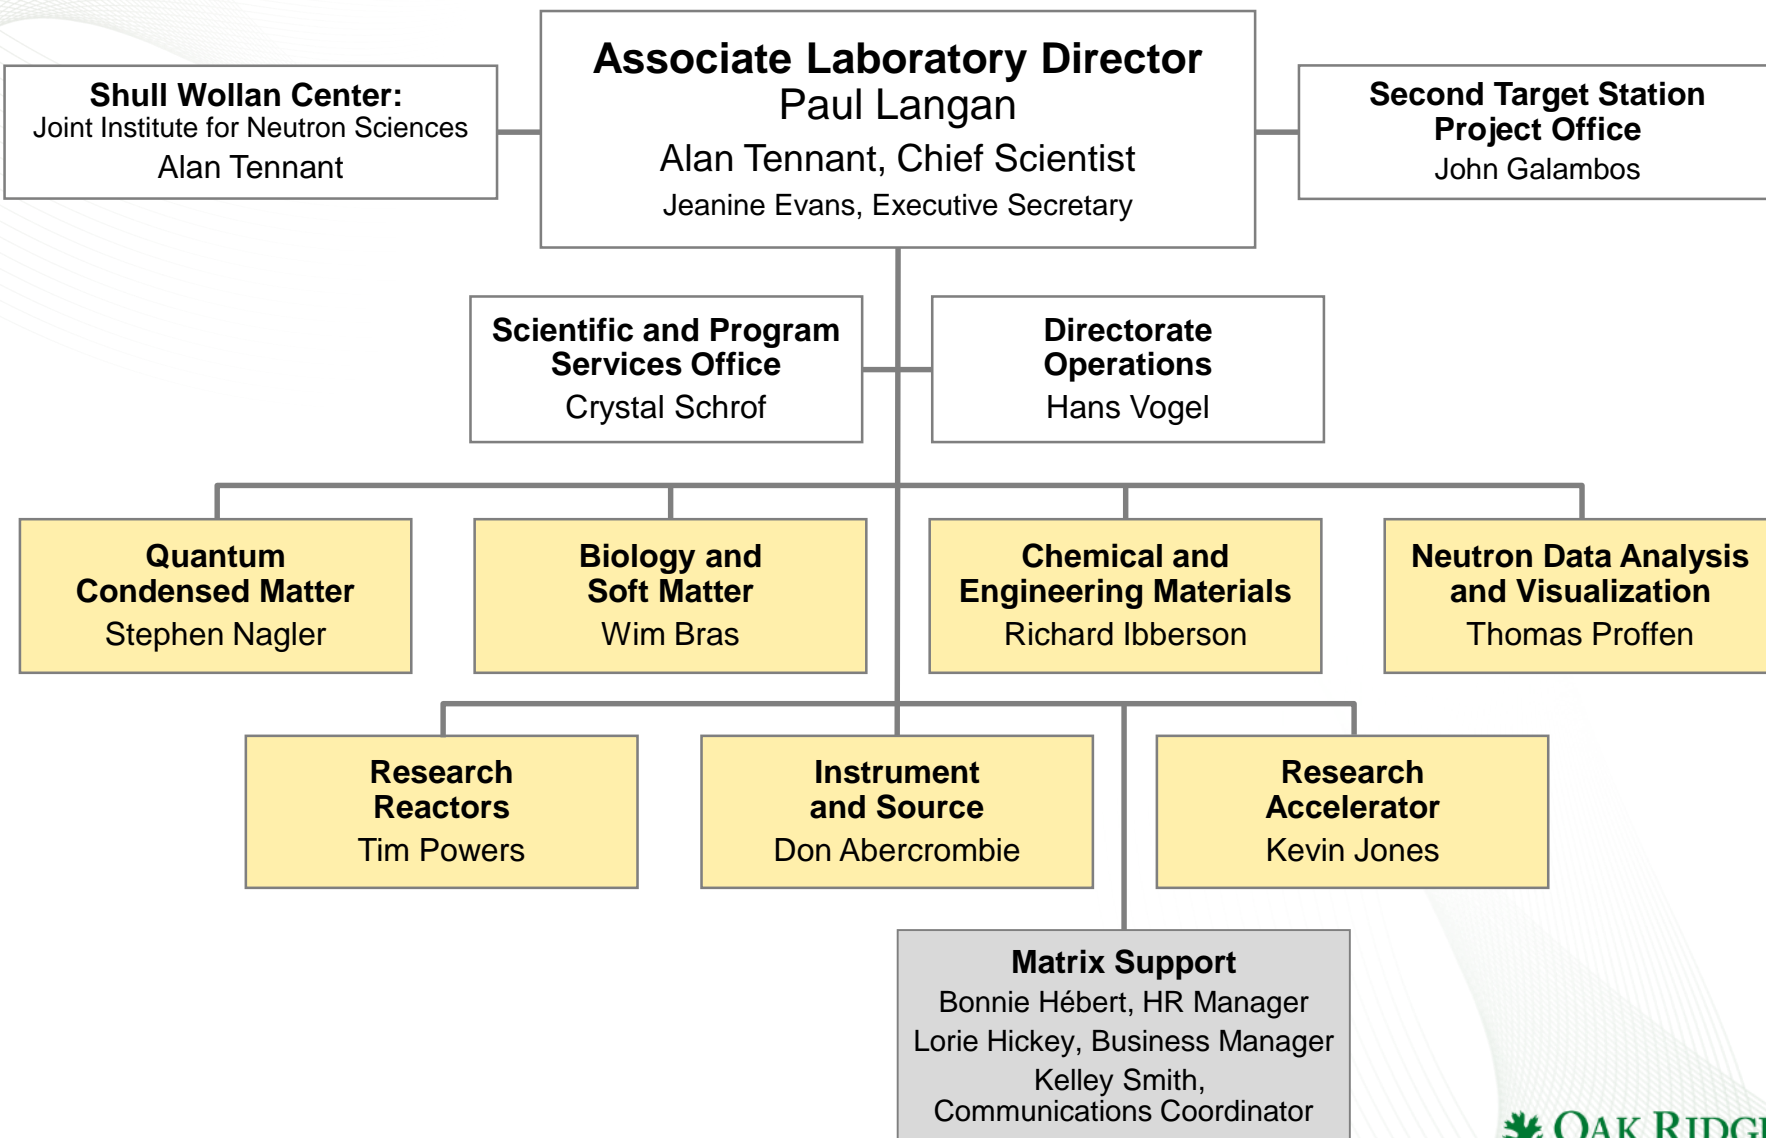 Associate Laboratory Director
Paul Langan
Alan Tennant, Chief Scientist
Jeanine Evans, Executive Secretary
Shull Wollan Center:
Joint Institute for Neutron Sciences
Alan Tennant
Second Target Station
Project Office
John Galambos
Scientific and Program
Services Office
Crystal Schrof
Directorate
Operations
Hans Vogel
Quantum
Condensed Matter
Stephen Nagler
Biology and
Soft Matter
Wim Bras
Chemical and
Engineering Materials
Richard Ibberson
Neutron Data Analysis
and Visualization
Thomas Proffen
Research
Reactors
Tim Powers
Instrument
and Source
Don Abercrombie
Research
Accelerator
Kevin Jones
Matrix Support
Bonnie Hébert, HR Manager
Lorie Hickey, Business Manager
Kelley Smith,
Communications Coordinator
OAK